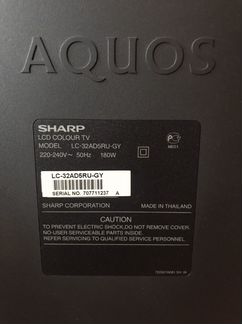 AQUOS
SHARP
LCD COLOUR TV
MODEL LC-32AD5RU-GY
220-240V~ 50Hz 180W
ME61
LC-32AD5RU-GY
SERIAL NO. 707711237 A
SHARP CORPORATION MADE IN THAILAND
CAUTION
TO PREVENT ELECTRIC SHOCK,DO NOT REMOVE COVER.
NO-USER SERVICEABLE PARTS INSIDE.
REFER SERVICING TO QUALIFIED SERVICE PERSONNEL.